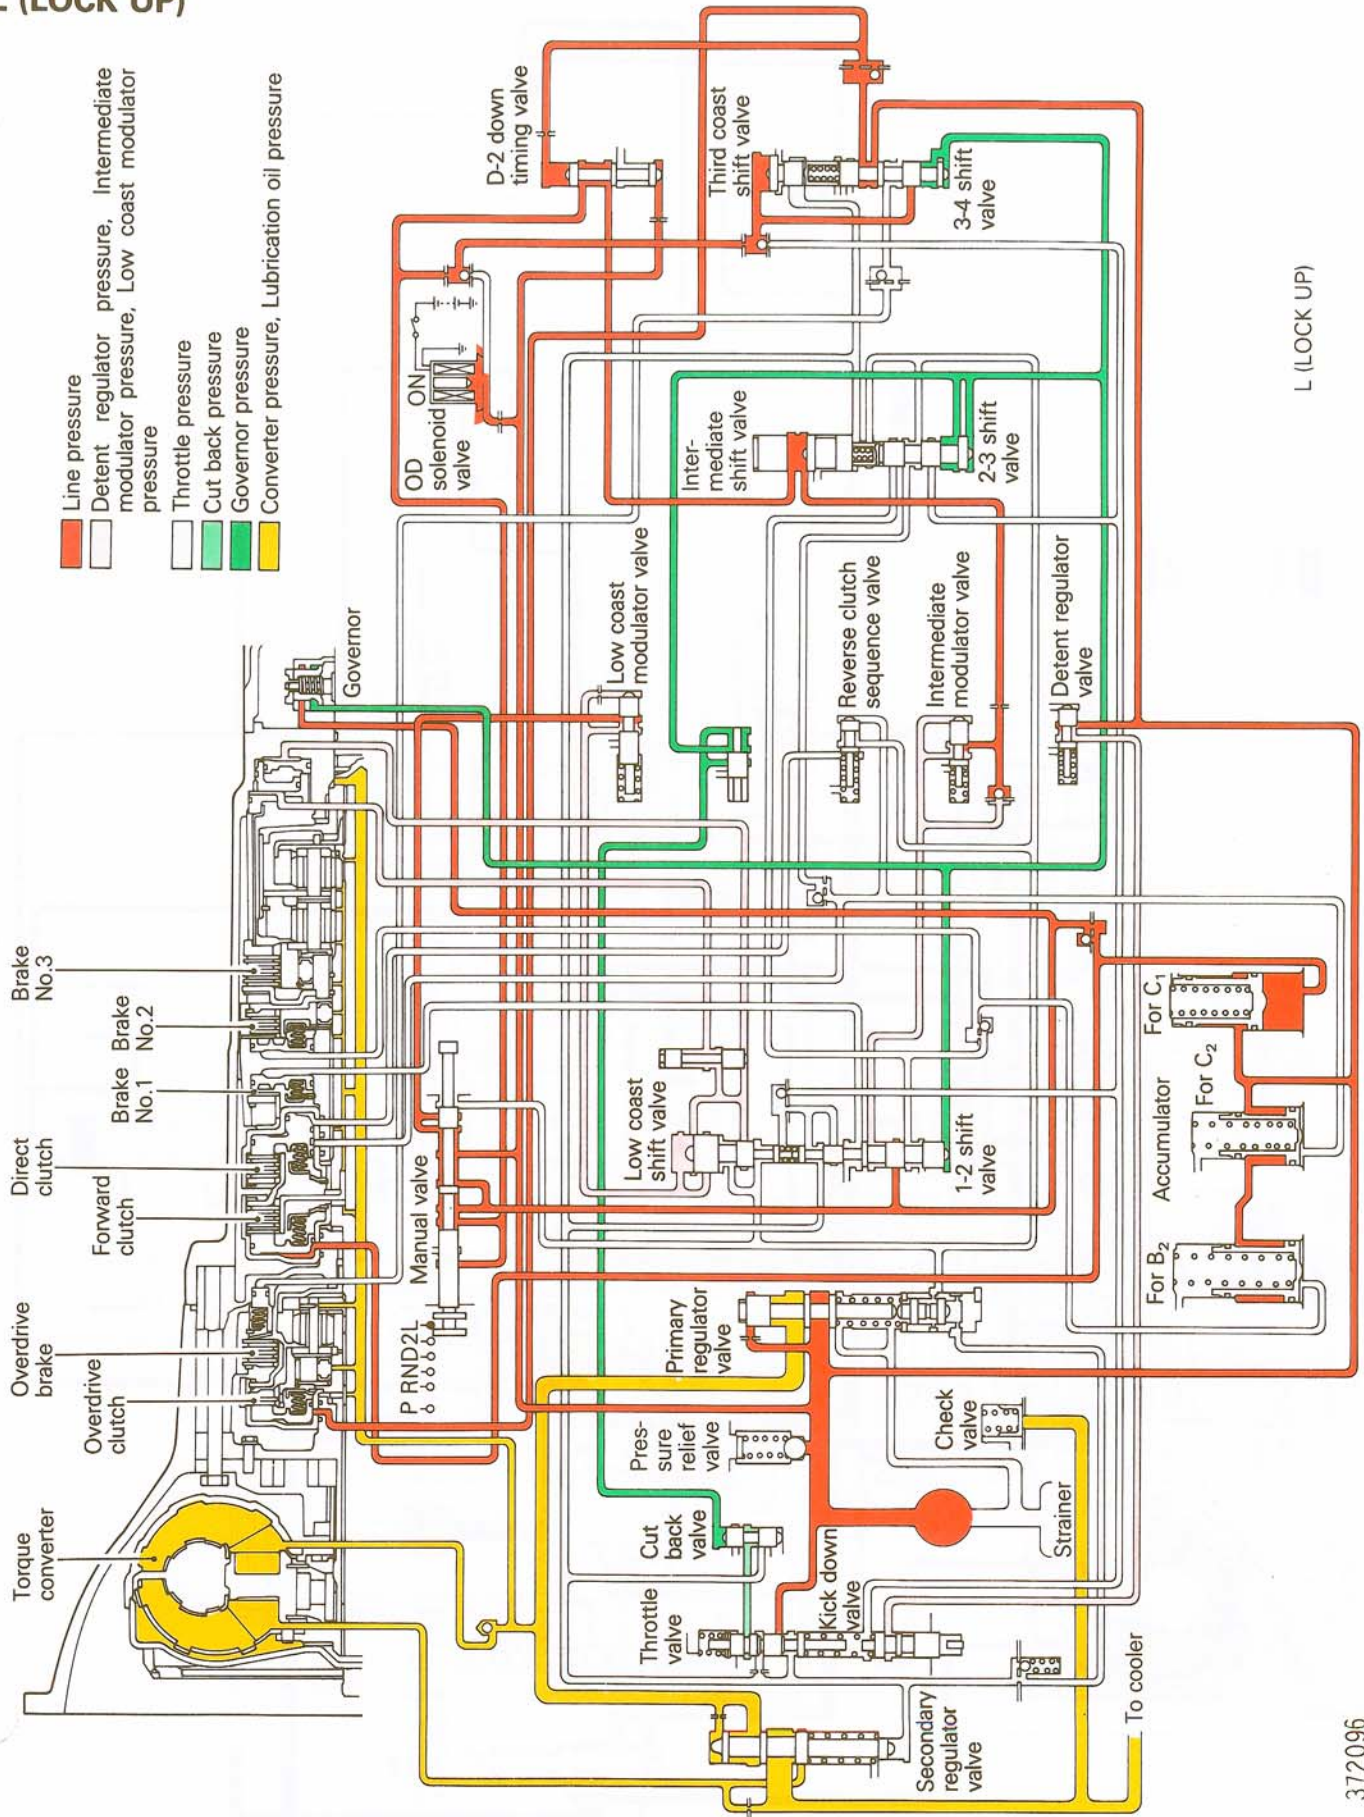 L (LOCK UP)
Line pressure
Detent regulator pressure, Intermediate
modulator pressure, Low coast modulator
pressure
Throttle pressure
Cut back pressure
Governor pressure
Converter pressure, Lubrication oil pressure
Torque
converter
Overdrive
clutch
Overdrive
brake
Forward
clutch
Direct
clutch
Brake
No.1
Brake
No.2
Brake
No.3
Governor
P R N D 2 L
Manual valve
OD
solenoid
valve
ON
D-2 down
timing valve
Third coast
shift valve
3-4 shift
valve
Inter-
mediate
shift valve
2-3 shift
valve
Low coast
modulator valve
Reverse clutch
sequence valve
Intermediate
modulator valve
Detent regulator
valve
Low coast
shift valve
1-2 shift
valve
Primary
regulator
valve
Pres-
sure
relief
valve
Check
valve
Cut
back
valve
Strainer
Throttle
valve
Kick down
valve
Secondary
regulator
valve
To cooler
For B2
Accumulator
For C2
For C1
L (LOCK UP)
372096